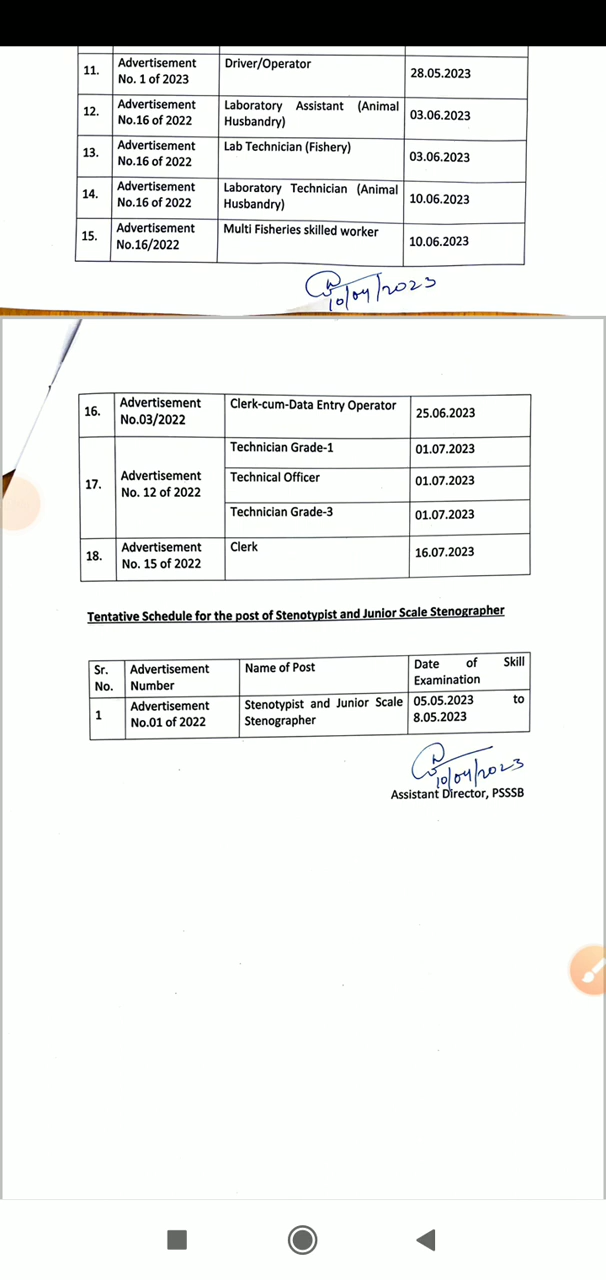 11. Advertisement No. 1 of 2023 Driver/Operator 28.05.2023
12. Advertisement No.16 of 2022 Laboratory Assistant (Animal Husbandry) 03.06.2023
13. Advertisement No.16 of 2022 Lab Technician (Fishery) 03.06.2023
14. Advertisement No.16 of 2022 Laboratory Technician (Animal Husbandry) 10.06.2023
15. Advertisement No.16/2022 Multi Fisheries skilled worker 10.06.2023
10/04/2023
16. Advertisement No.03/2022 Clerk-cum-Data Entry Operator 25.06.2023
17. Advertisement No. 12 of 2022 Technician Grade-1 01.07.2023
Technical Officer 01.07.2023
Technician Grade-3 01.07.2023
18. Advertisement No. 15 of 2022 Clerk 16.07.2023
Tentative Schedule for the post of Stenotypist and Junior Scale Stenographer
Sr. No. Advertisement Number Name of Post Date of Skill Examination
1 Advertisement No.01 of 2022 Stenotypist and Junior Scale Stenographer 05.05.2023 to 8.05.2023
10/04/2023
Assistant Director, PSSSB